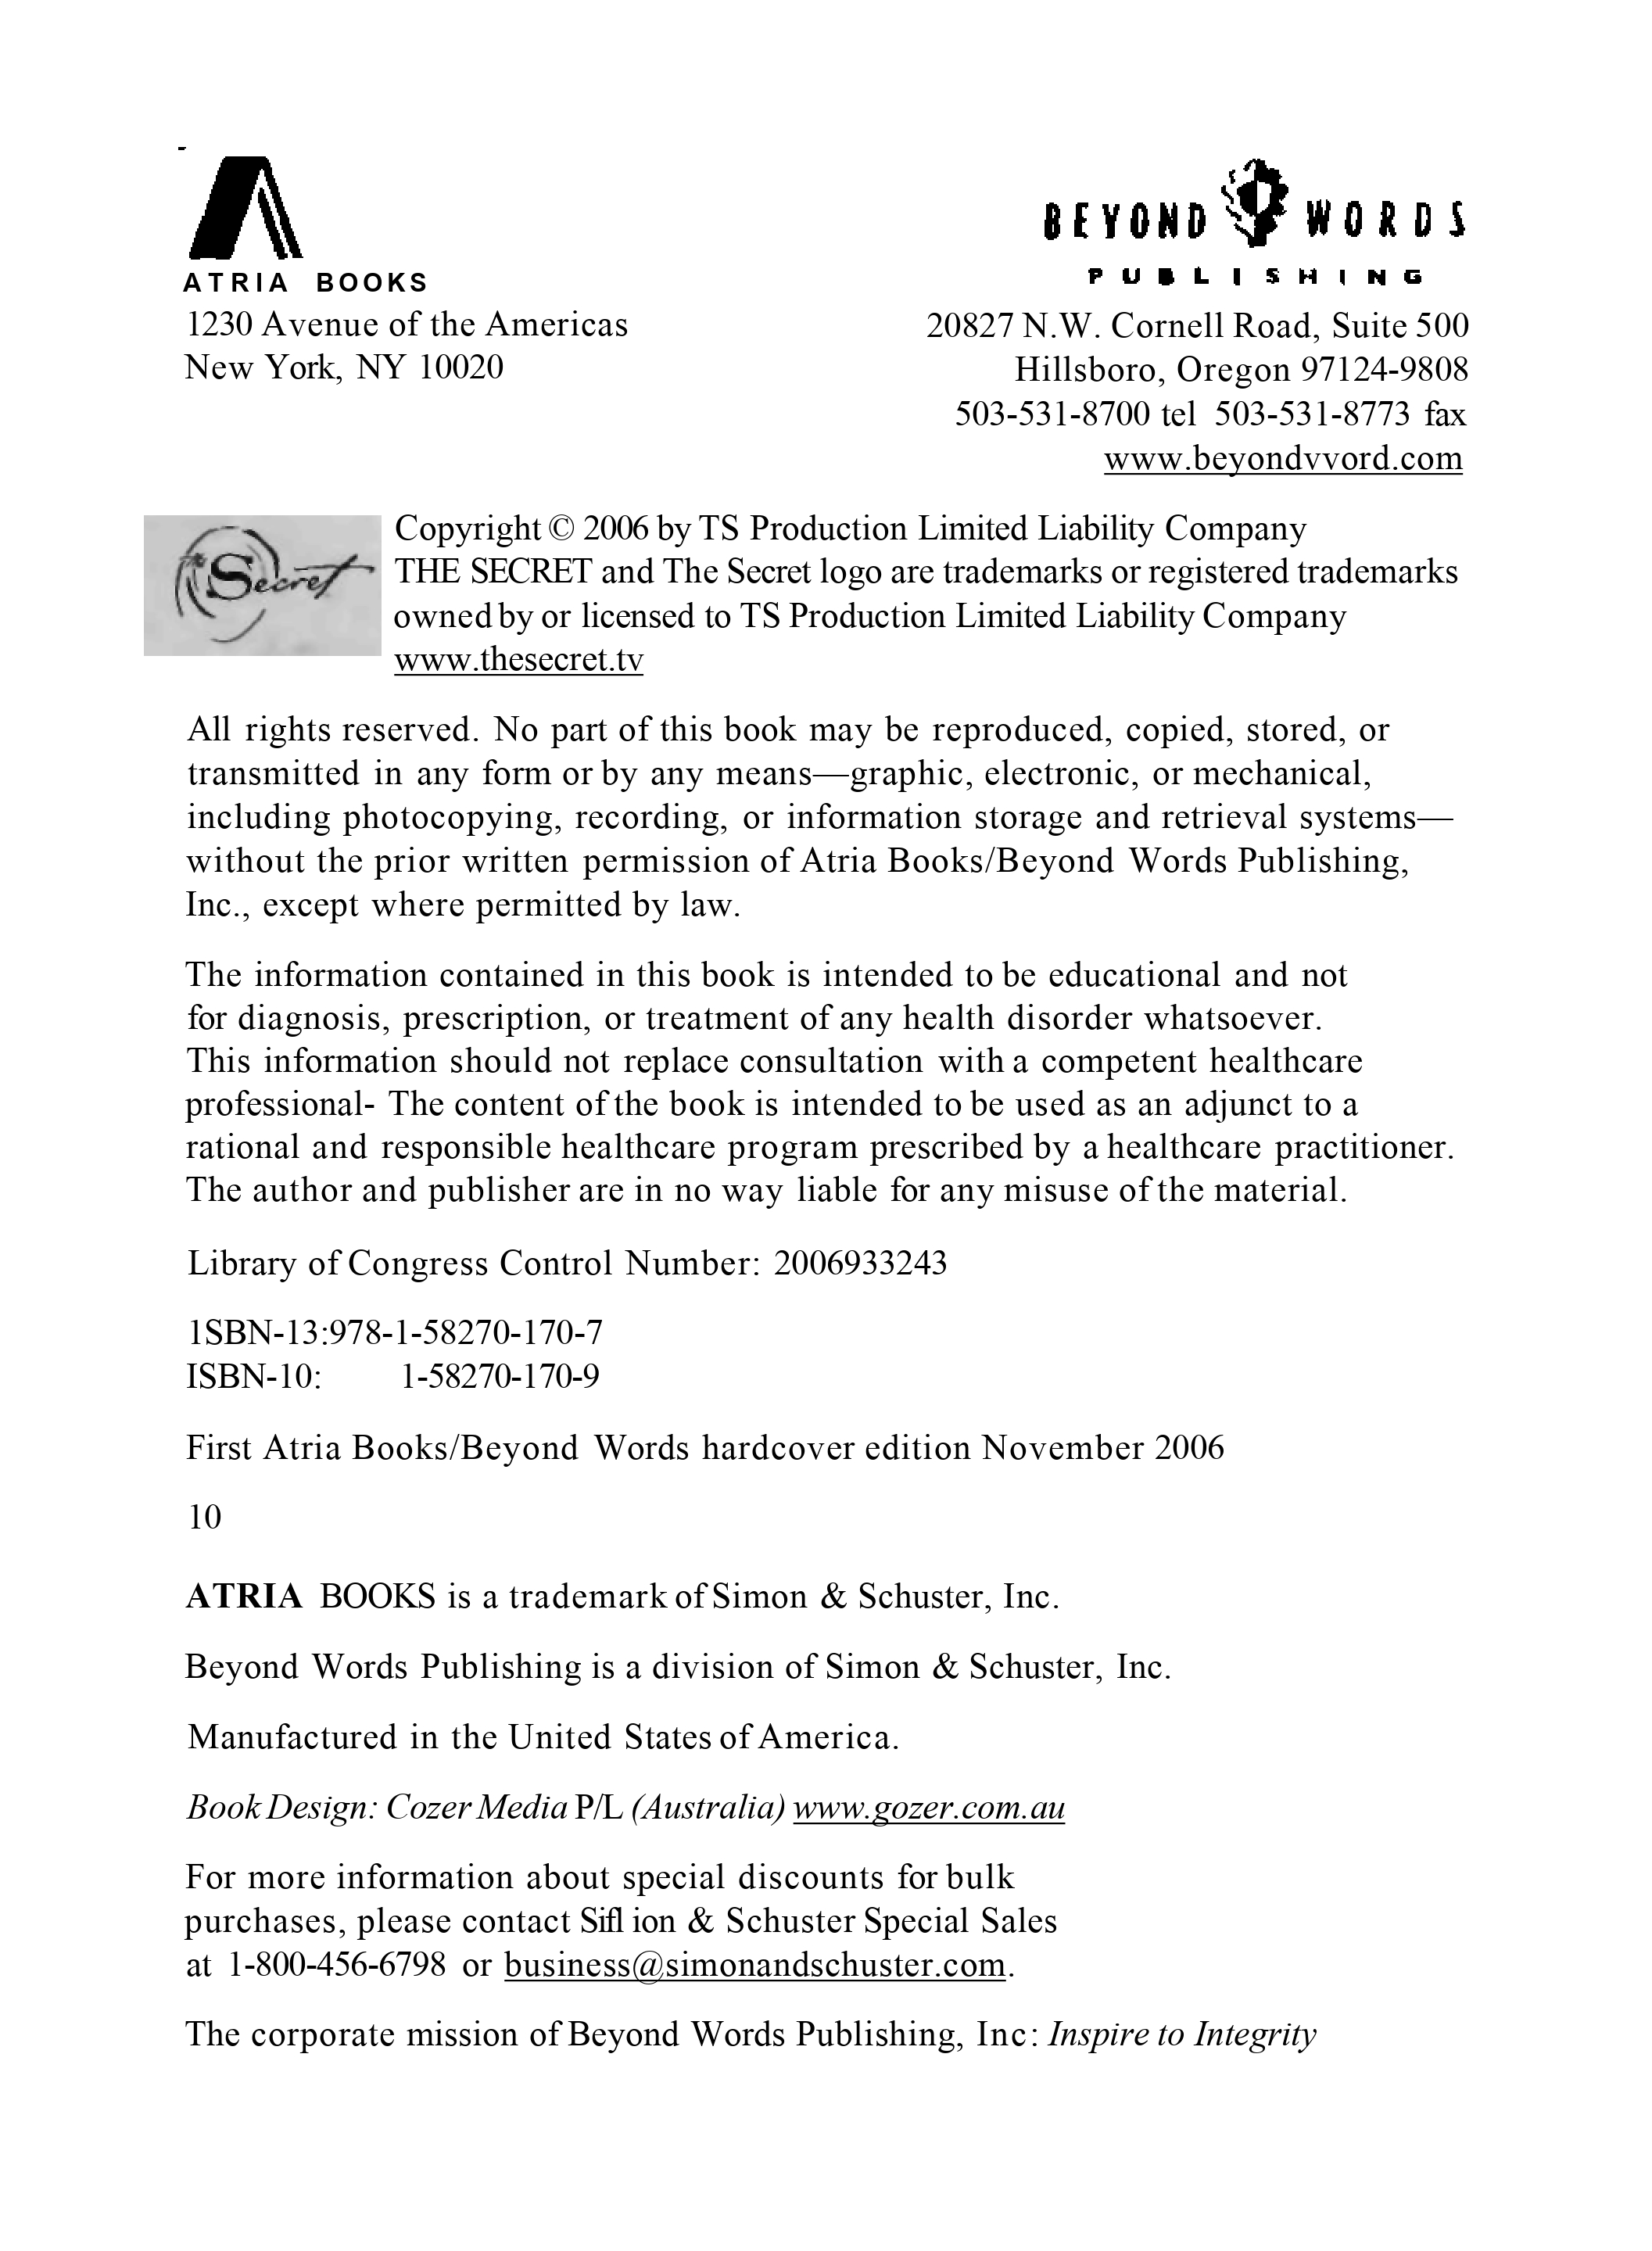 ATRIA BOOKS
1230 Avenue of the Americas
New York, NY 10020
BEYOND WORDS
PUBLISHING
20827 N.W. Cornell Road, Suite 500
Hillsboro, Oregon 97124-9808
503-531-8700 tel 503-531-8773 fax
www.beyondvvord.com
the Secret
Copyright © 2006 by TS Production Limited Liability Company
THE SECRET and The Secret logo are trademarks or registered trademarks
owned by or licensed to TS Production Limited Liability Company
www.thesecret.tv
All rights reserved. No part of this book may be reproduced, copied, stored, or
transmitted in any form or by any means—graphic, electronic, or mechanical,
including photocopying, recording, or information storage and retrieval systems—
without the prior written permission of Atria Books/Beyond Words Publishing,
Inc., except where permitted by law.
The information contained in this book is intended to be educational and not
for diagnosis, prescription, or treatment of any health disorder whatsoever.
This information should not replace consultation with a competent healthcare
professional- The content of the book is intended to be used as an adjunct to a
rational and responsible healthcare program prescribed by a healthcare practitioner.
The author and publisher are in no way liable for any misuse of the material.
Library of Congress Control Number: 2006933243
1SBN-13:978-1-58270-170-7
ISBN-10: 1-58270-170-9
First Atria Books/Beyond Words hardcover edition November 2006
10
ATRIA BOOKS is a trademark of Simon & Schuster, Inc.
Beyond Words Publishing is a division of Simon & Schuster, Inc.
Manufactured in the United States of America.
Book Design: Cozer Media P/L (Australia) www.gozer.com.au
For more information about special discounts for bulk
purchases, please contact Sifl ion & Schuster Special Sales
at 1-800-456-6798 or business@simonandschuster.com.
The corporate mission of Beyond Words Publishing, Inc: Inspire to Integrity